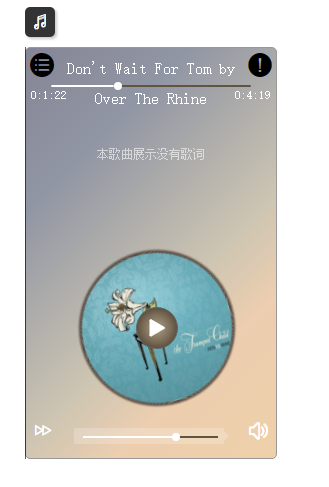 Don't Wait For Tom by
Over The Rhine
0:1:22
0:4:19
本歌曲展示没有歌词
the Trumpet Child